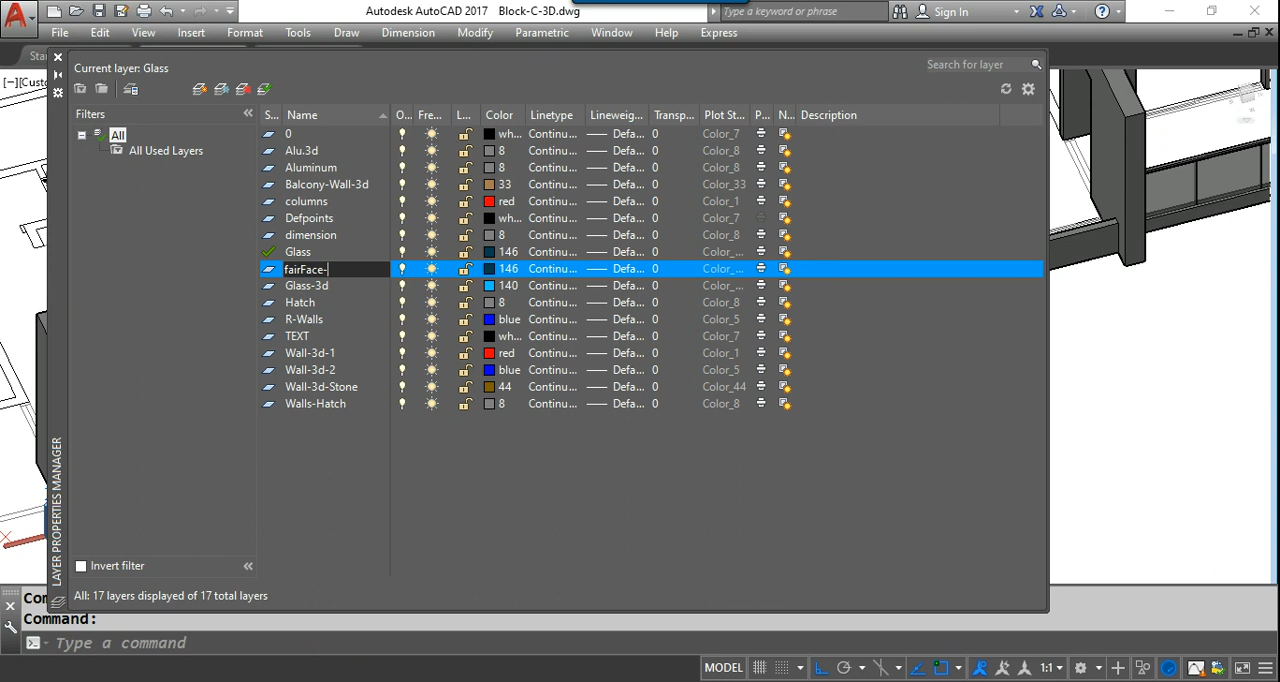 Autodesk AutoCAD 2017 Block-C-3D.dwg
Type a keyword or phrase
Sign In
File Edit View Insert Format Tools Draw Dimension Modify Parametric Window Help Express
Current layer: Glass
Search for layer
Filters
S... Name O... Fre... L... Color Linetype Lineweig... Transp... Plot St... P... N... Description
All
All Used Layers
0 wh... Continu... Defa... 0 Color_7
Alu.3d 8 Continu... Defa... 0 Color_8
Aluminum 8 Continu... Defa... 0 Color_8
Balcony-Wall-3d 33 Continu... Defa... 0 Color_33
columns red Continu... Defa... 0 Color_1
Defpoints wh... Continu... Defa... 0 Color_7
dimension 8 Continu... Defa... 0 Color_8
Glass 146 Continu... Defa... 0 Color_...
fairFace- 146 Continu... Defa... 0 Color_...
Glass-3d 140 Continu... Defa... 0 Color_...
Hatch 8 Continu... Defa... 0 Color_8
R-Walls blue Continu... Defa... 0 Color_5
TEXT wh... Continu... Defa... 0 Color_7
Wall-3d-1 red Continu... Defa... 0 Color_1
Wall-3d-2 blue Continu... Defa... 0 Color_5
Wall-3d-Stone 44 Continu... Defa... 0 Color_44
Walls-Hatch 8 Continu... Defa... 0 Color_8
LAYER PROPERTIES MANAGER
Invert filter
All: 17 layers displayed of 17 total layers
Command:
Type a command
MODEL 1:1